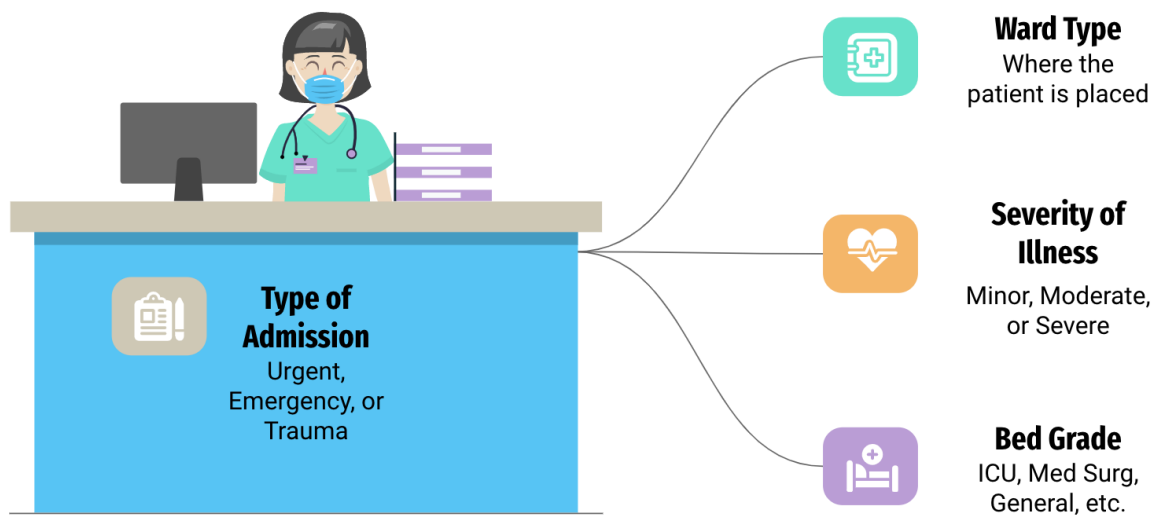 Type of
Admission
Urgent,
Emergency, or
Trauma
Ward Type
Where the
patient is placed
Severity of
Illness
Minor, Moderate,
or Severe
Bed Grade
ICU, Med Surg,
General, etc.